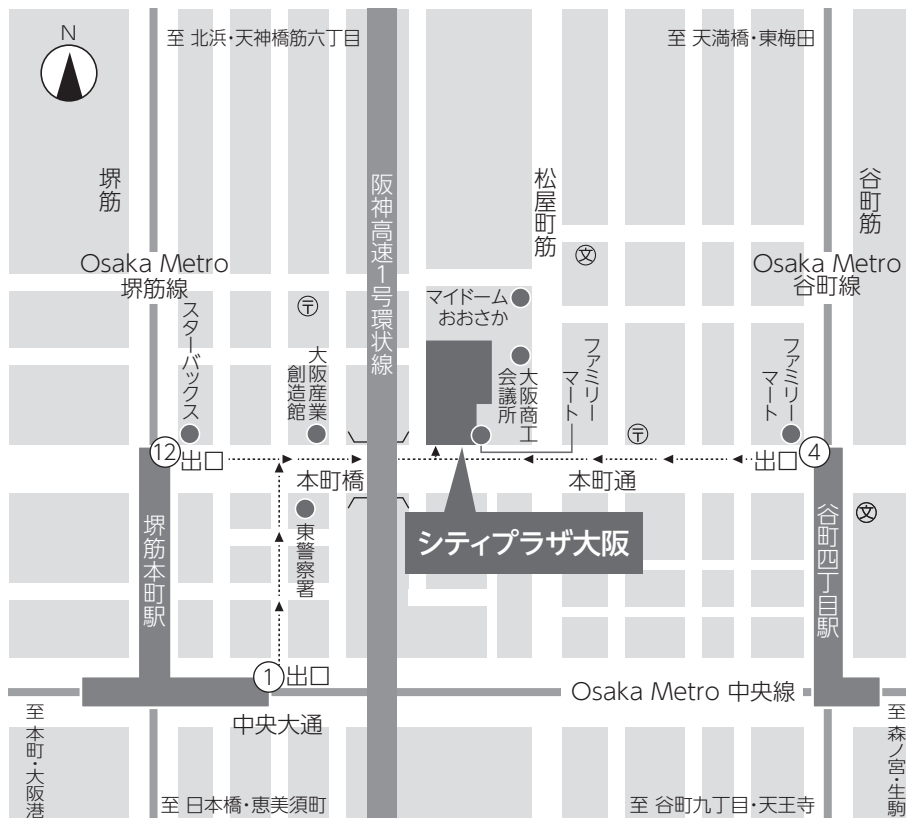 N
至 北浜・天神橋筋六丁目
至 天満橋・東梅田
堺筋
阪神高速1号環状線
松屋町筋
谷町筋
Osaka Metro
堺筋線
Osaka Metro
谷町線
文
〒
マイドーム
おおさか
スターバックス
大阪産業
創造館
大阪商工
会議所
ファミリー
マート
ファミリー
マート
〒
12
出口
本町橋
本町通
出口
4
東警察署
シティプラザ大阪
文
堺筋本町駅
谷町四丁目駅
1
出口
Osaka Metro 中央線
中央大通
至 本町・大阪港
至 森ノ宮・生駒
至 日本橋・恵美須町
至 谷町九丁目・天王寺